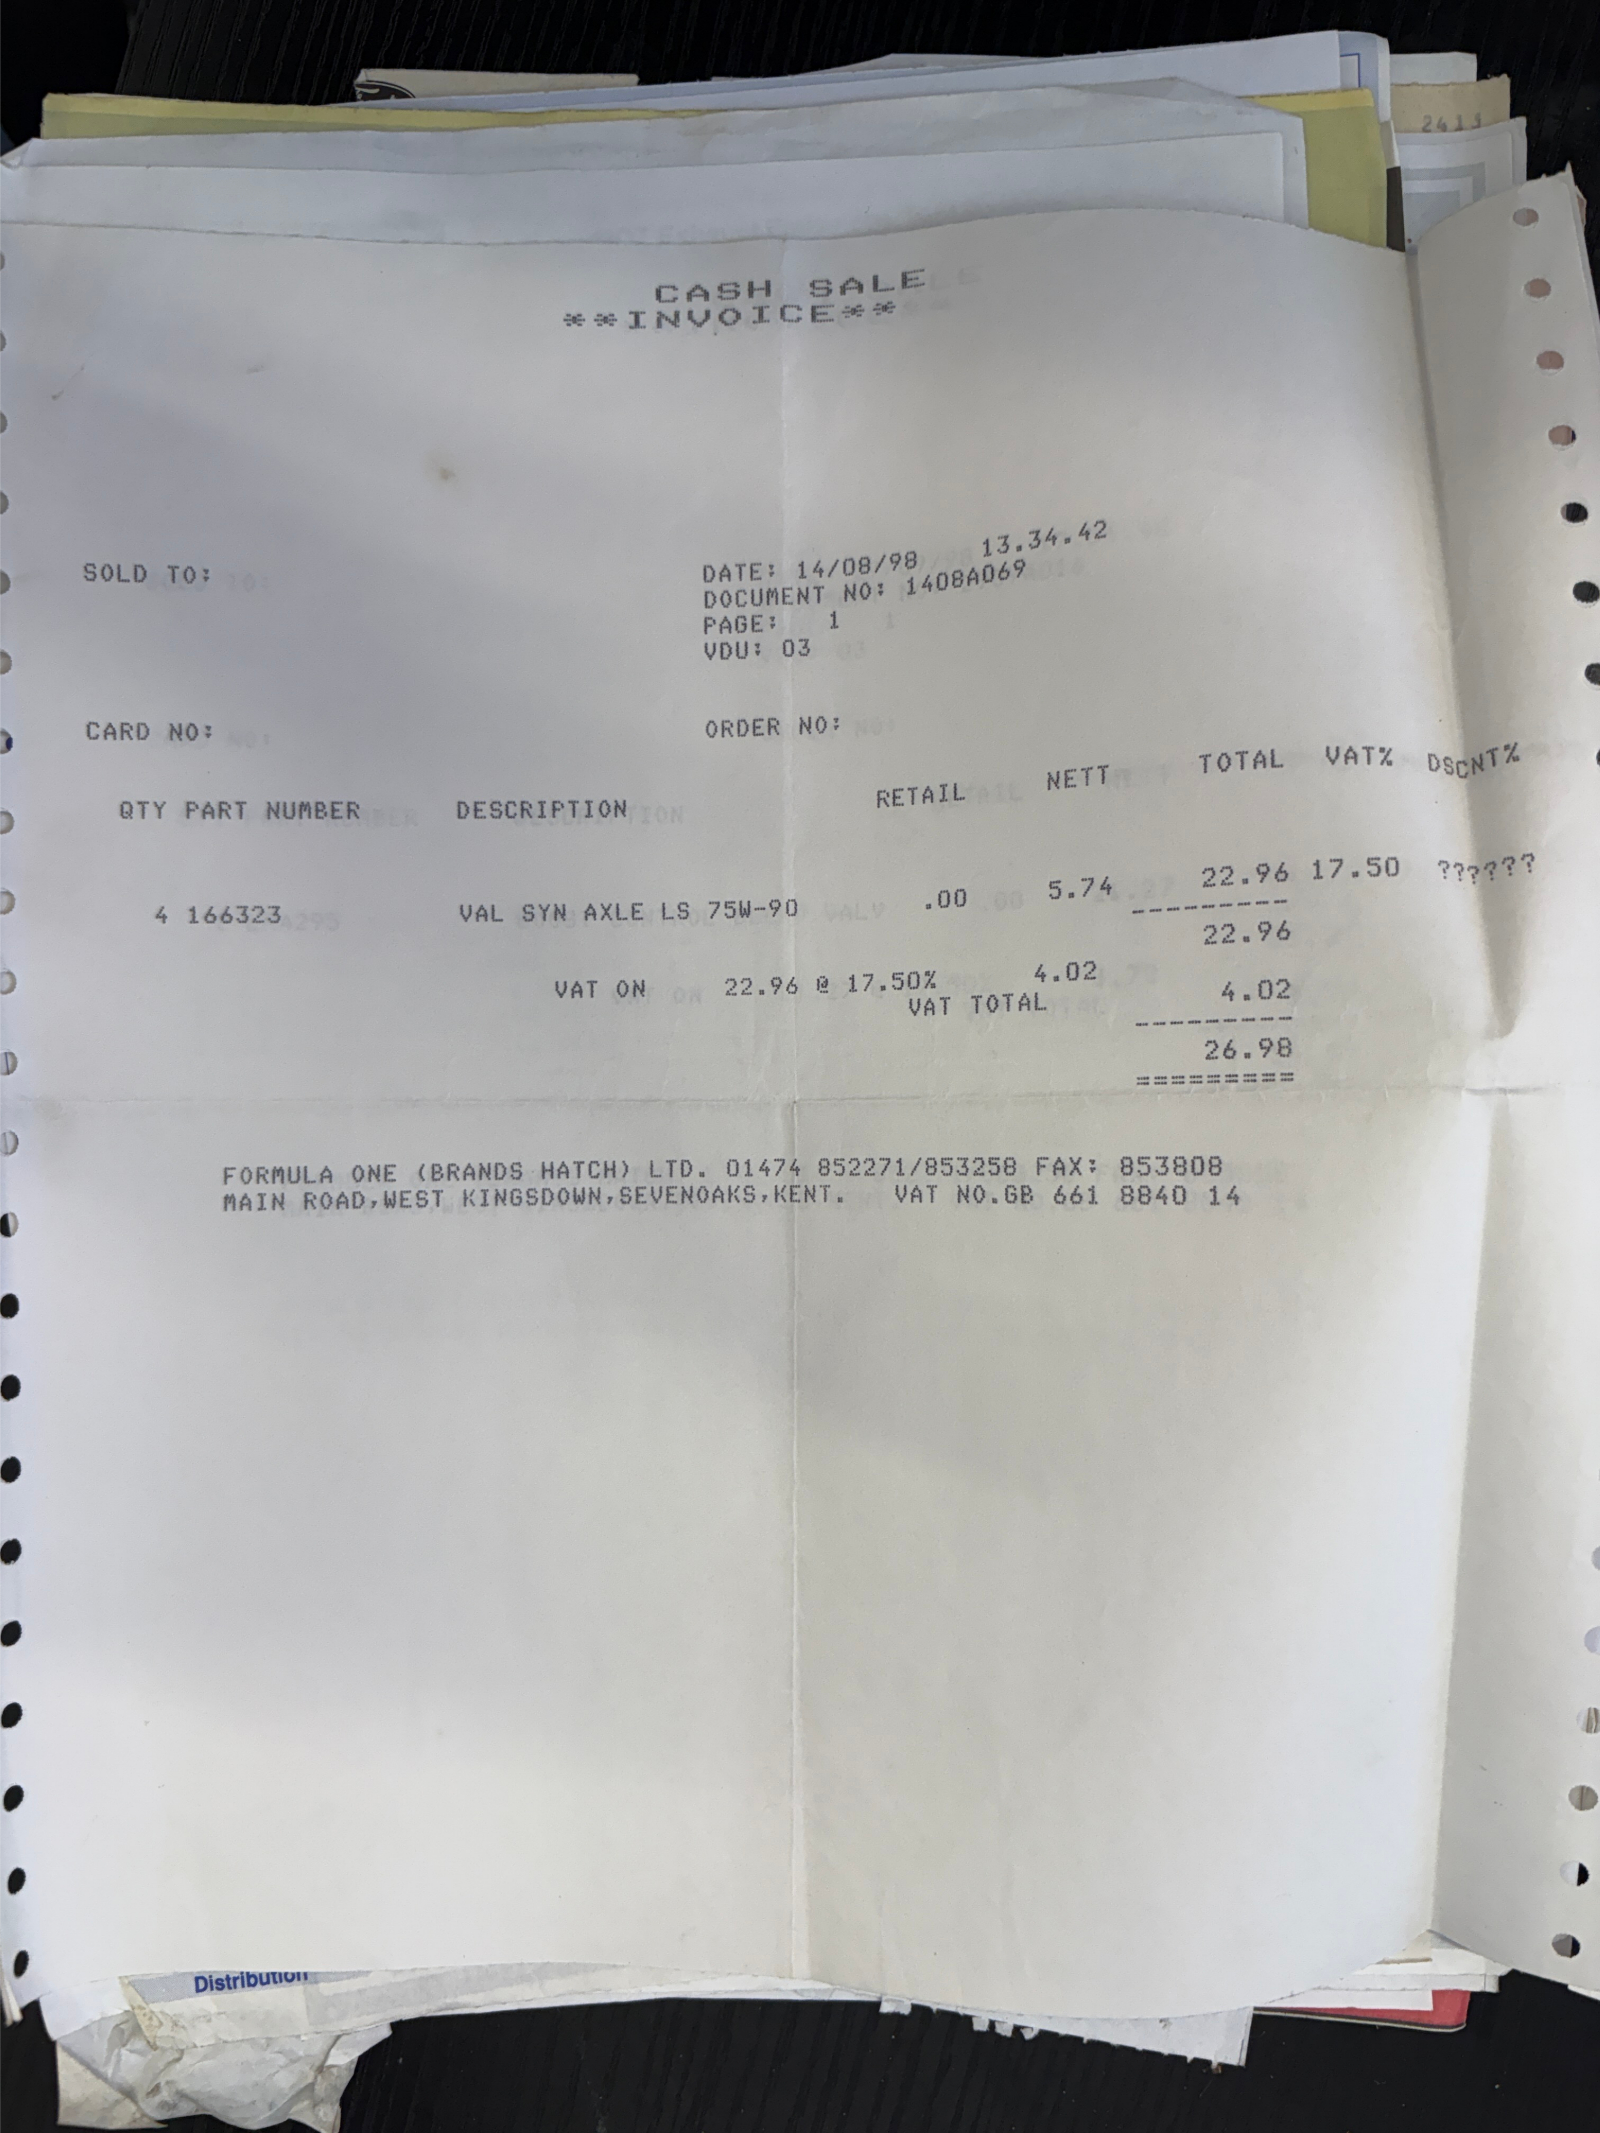 2413
CASH SALE
**INVOICE**
SOLD TO:
DATE: 14/08/98 13.34.42
DOCUMENT NO: 1408A069
PAGE: 1
VDU: 03
CARD NO: ORDER NO:
QTY PART NUMBER DESCRIPTION RETAIL NETT TOTAL VAT% DSCNT%
4 166323 VAL SYN AXLE LS 75W-90 .00 5.74 22.96 17.50 ??????
---------
22.96
VAT ON 22.96 @ 17.50% 4.02
VAT TOTAL 4.02
---------
26.98
=========
FORMULA ONE (BRANDS HATCH) LTD. 01474 852271/853258 FAX: 853808
MAIN ROAD,WEST KINGSDOWN,SEVENOAKS,KENT. VAT NO.GB 661 8840 14
Distribution